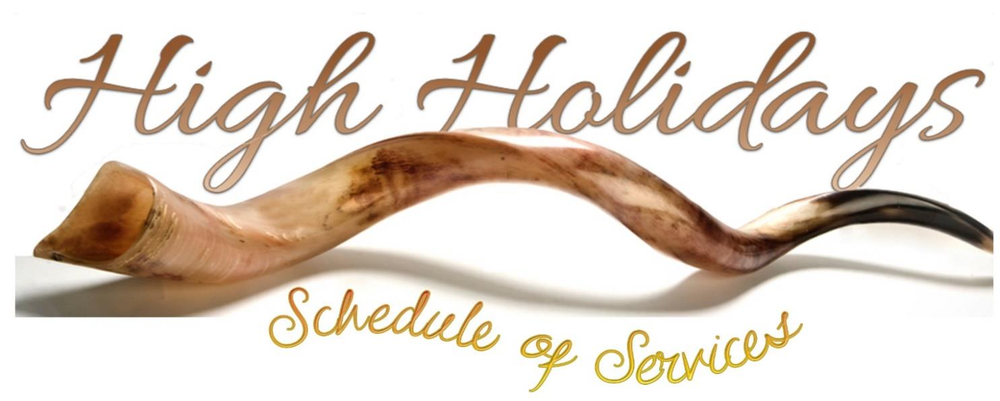 High Holidays
Schedule of Services